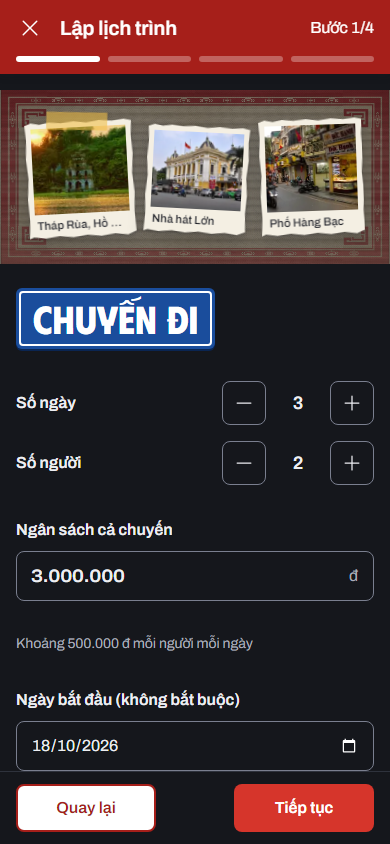 Lập lịch trình
Bước 1/4
Tháp Rùa, Hồ ...
Nhà hát Lớn
Phố Hàng Bạc
CHUYẾN ĐI
Số ngày
3
Số người
2
Ngân sách cả chuyến
3.000.000 đ
Khoảng 500.000 đ mỗi người mỗi ngày
Ngày bắt đầu (không bắt buộc)
18/10/2026
Quay lại
Tiếp tục